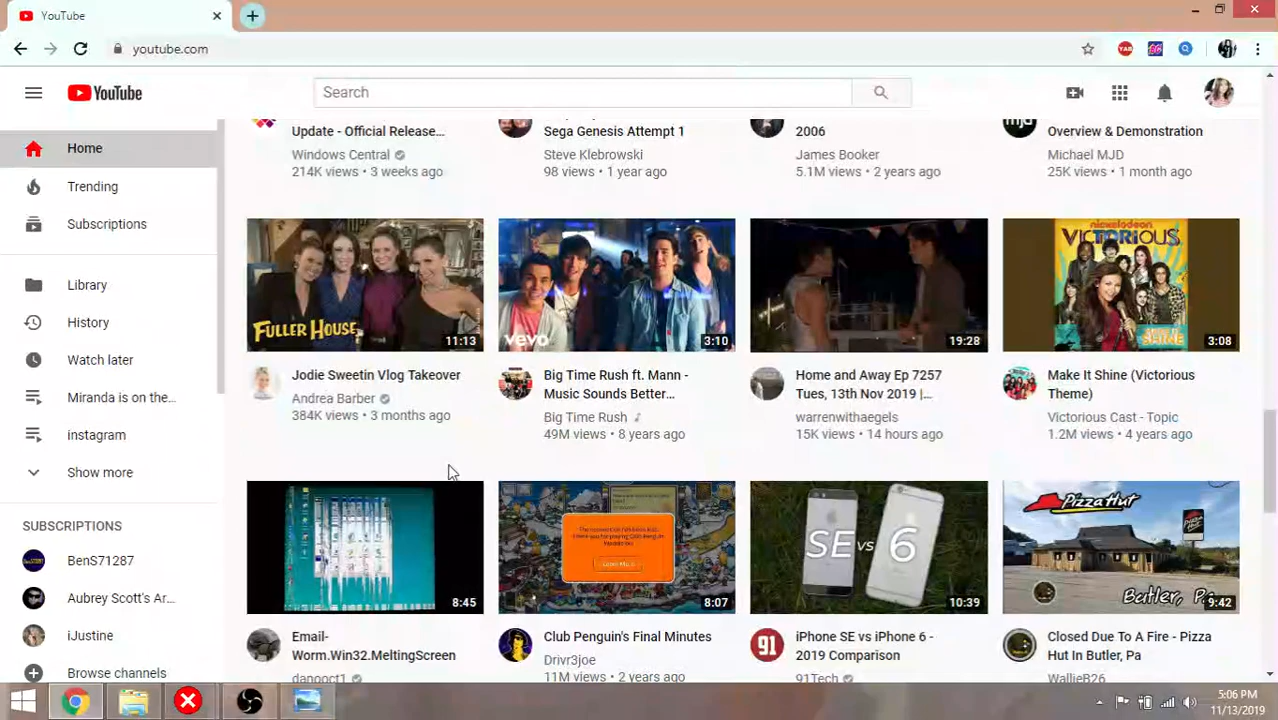 YouTube
youtube.com
YouTube
Search
Home
Trending
Subscriptions
Library
History
Watch later
Miranda is on the...
instagram
Show more
SUBSCRIPTIONS
BenS71287
Aubrey Scott's Ar...
iJustine
Browse channels
Update - Official Release...
Windows Central
214K views • 3 weeks ago
Sega Genesis Attempt 1
Steve Klebrowski
98 views • 1 year ago
2006
James Booker
5.1M views • 2 years ago
mjd
Overview & Demonstration
Michael MJD
25K views • 1 month ago
FULLER HOUSE
11:13
Jodie Sweetin Vlog Takeover
Andrea Barber
384K views • 3 months ago
vevo
3:10
Big Time Rush ft. Mann -
Music Sounds Better...
Big Time Rush
49M views • 8 years ago
19:28
Home and Away Ep 7257
Tues, 13th Nov 2019 |...
warrenwithaegels
15K views • 14 hours ago
nickelodeon
VICTORIOUS
MAKE IT
SHINE
3:08
Make It Shine (Victorious
Theme)
Victorious Cast - Topic
1.2M views • 4 years ago
8:45
Email-
Worm.Win32.MeltingScreen
danooct1
8:07
Club Penguin's Final Minutes
Drivr3joe
11M views • 2 years ago
SE vs 6
10:39
91
iPhone SE vs iPhone 6 -
2019 Comparison
91Tech
Pizza Hut
Butler, Pa
9:42
Closed Due To A Fire - Pizza
Hut In Butler, Pa
WallieB26
5:06 PM
11/13/2019